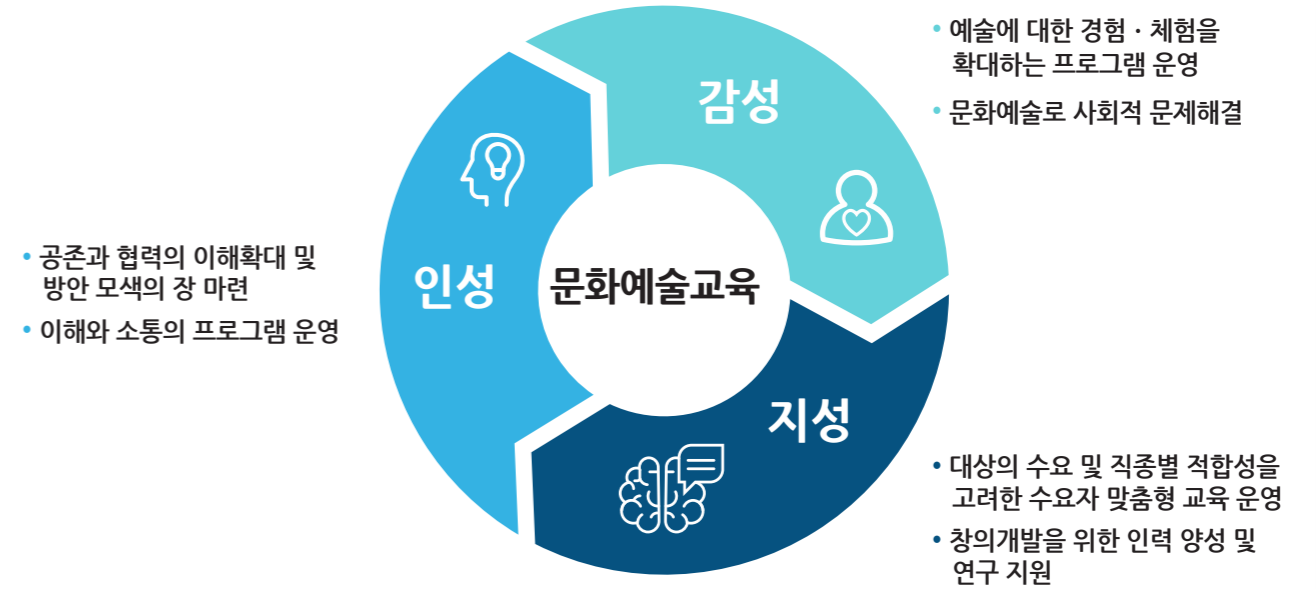 감성
• 예술에 대한 경험 · 체험을
확대하는 프로그램 운영
• 문화예술로 사회적 문제해결
인성
• 공존과 협력의 이해확대 및
방안 모색의 장 마련
• 이해와 소통의 프로그램 운영
문화예술교육
지성
• 대상의 수요 및 직종별 적합성을
고려한 수요자 맞춤형 교육 운영
• 창의개발을 위한 인력 양성 및
연구 지원